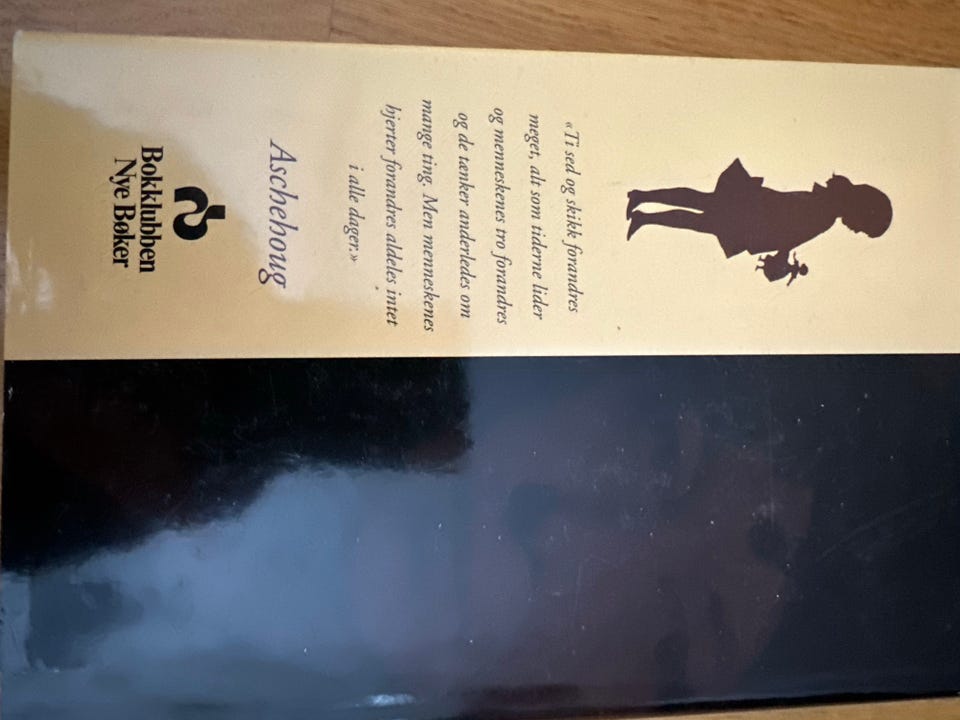 «Ti sed og skikk forandres
meget, alt som tiderne lider
og menneskenes tro forandres
og de tænker anderledes om
mange ting. Men menneskenes
hjerter forandres aldeles intet
i alle dager.»
Aschehoug
Bokklubben
Nye Bøker